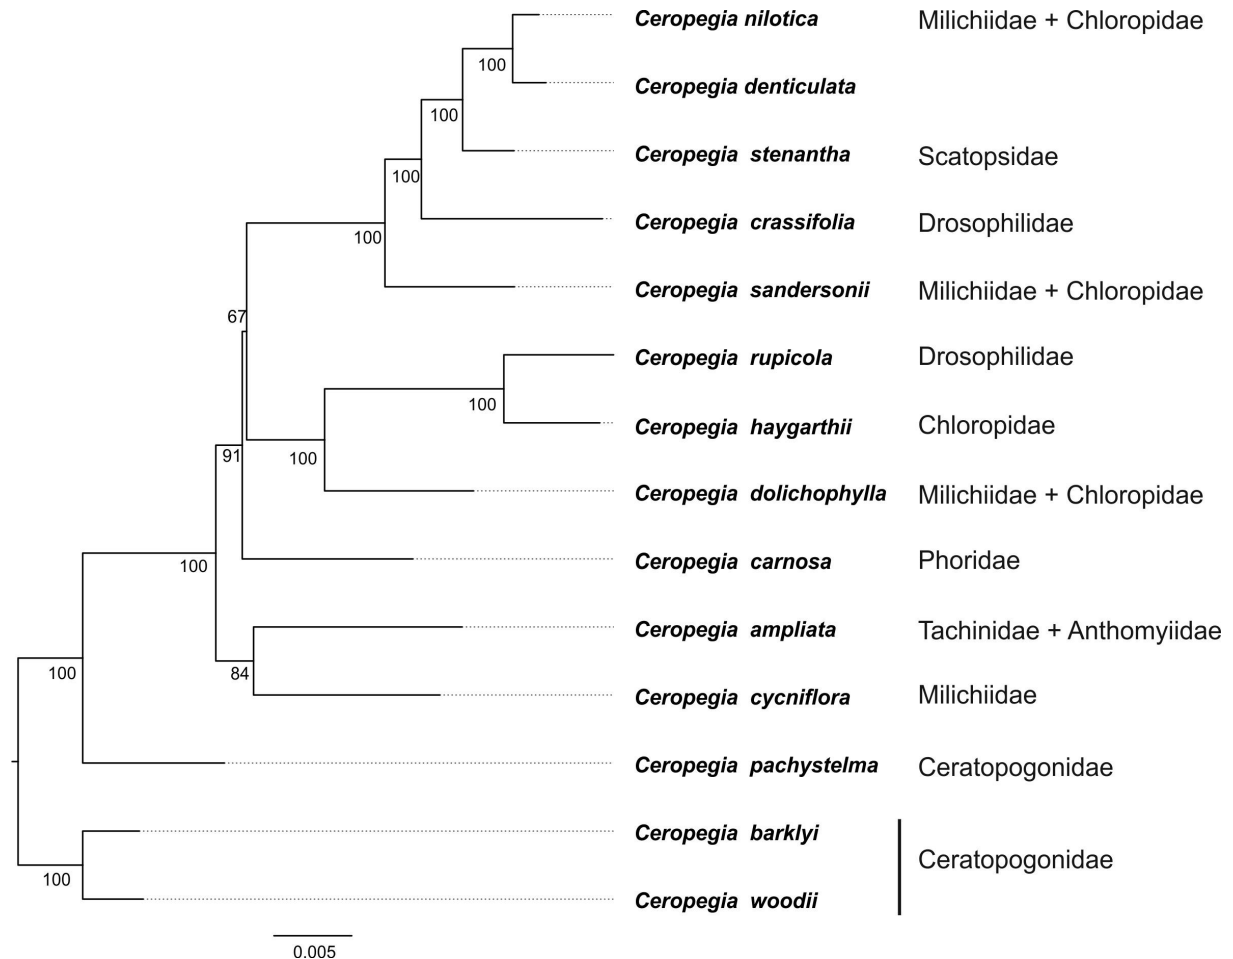 Ceropegia nilotica Milichiidae + Chloropidae
100
Ceropegia denticulata
100
Ceropegia stenantha Scatopsidae
100
Ceropegia crassifolia Drosophilidae
100
Ceropegia sandersonii Milichiidae + Chloropidae
67
Ceropegia rupicola Drosophilidae
100
Ceropegia haygarthii Chloropidae
91
100
Ceropegia dolichophylla Milichiidae + Chloropidae
Ceropegia carnosa Phoridae
100
Ceropegia ampliata Tachinidae + Anthomyiidae
84
100
Ceropegia cycniflora Milichiidae
Ceropegia pachystelma Ceratopogonidae
Ceropegia barklyi
Ceratopogonidae
100
Ceropegia woodii
0.005